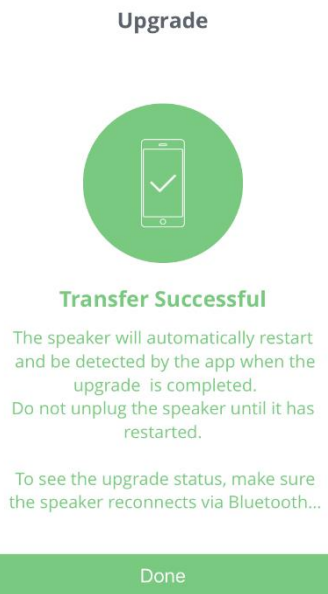 Upgrade
Transfer Successful
The speaker will automatically restart
and be detected by the app when the
upgrade is completed.
Do not unplug the speaker until it has
restarted.
To see the upgrade status, make sure
the speaker reconnects via Bluetooth...
Done